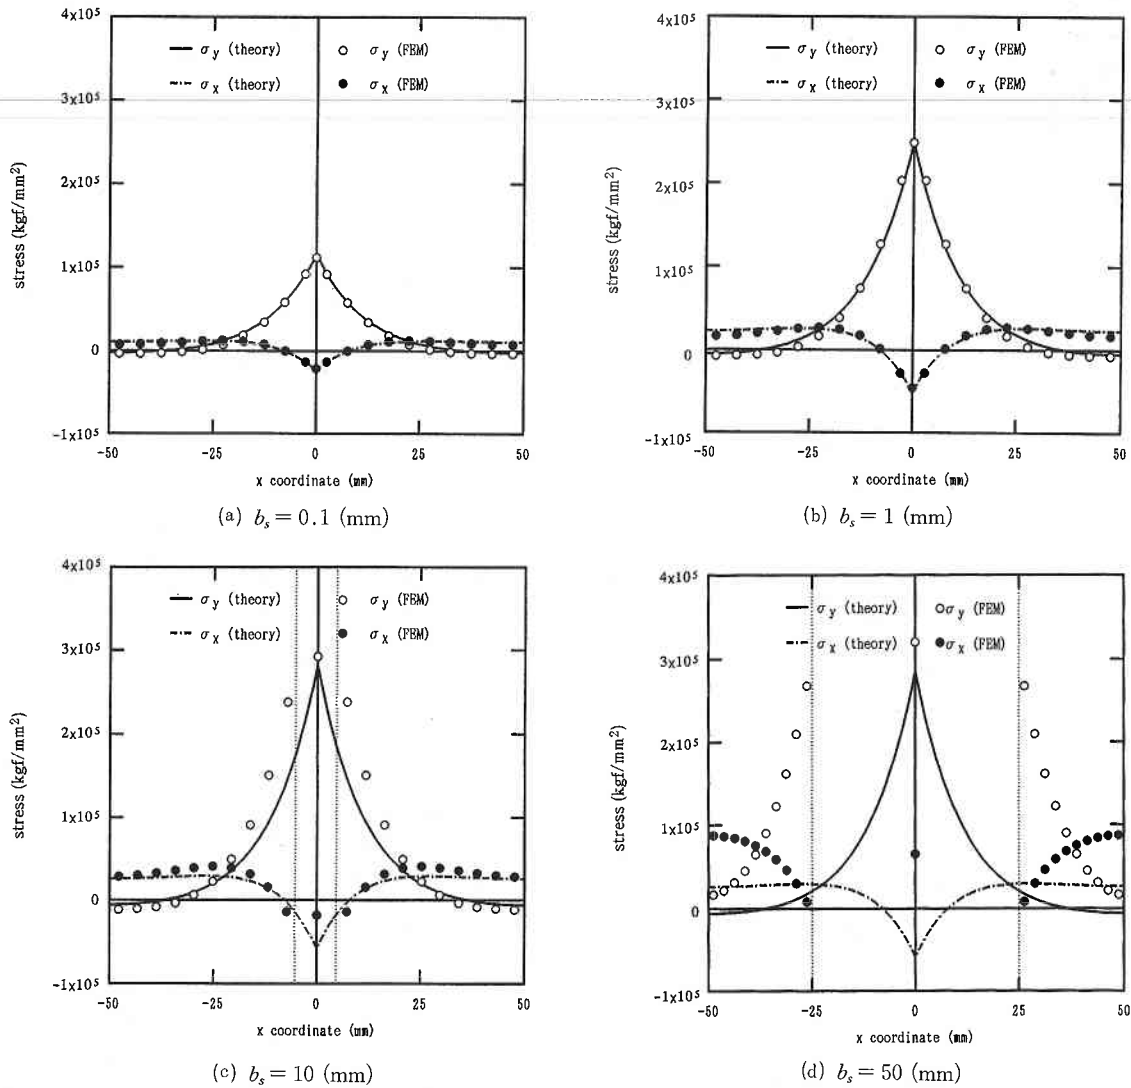 4x10⁵
σy (theory) σy (FEM)
σx (theory) σx (FEM)
3x10⁵
2x10⁵
1x10⁵
0
-1x10⁵
stress (kgf/mm²)
-50 -25 0 25 50
x coordinate (mm)
(a) bs = 0.1 (mm)
4x10⁵
σy (theory) σy (FEM)
σx (theory) σx (FEM)
3x10⁵
2x10⁵
1x10⁵
0
-1x10⁵
stress (kgf/mm²)
-50 -25 0 25 50
x coordinate (mm)
(b) bs = 1 (mm)
4x10⁵
σy (theory) σy (FEM)
σx (theory) σx (FEM)
3x10⁵
2x10⁵
1x10⁵
0
-1x10⁵
stress (kgf/mm²)
-50 -25 0 25 50
x coordinate (mm)
(c) bs = 10 (mm)
4x10⁵
σy (theory) σy (FEM)
σx (theory) σx (FEM)
3x10⁵
2x10⁵
1x10⁵
0
-1x10⁵
stress (kgf/mm²)
-50 -25 0 25 50
x coordinate (mm)
(d) bs = 50 (mm)